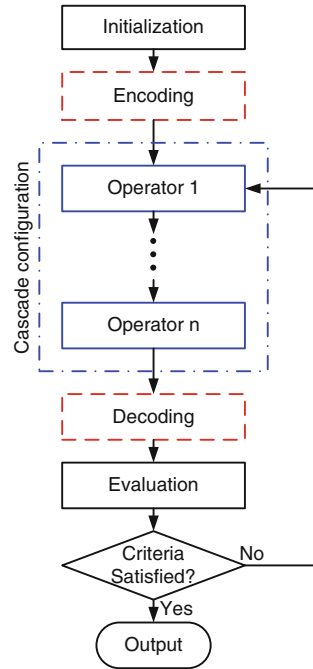 Initialization
Encoding
Cascade configuration
Operator 1
Operator n
Decoding
Evaluation
Criteria
Satisfied?
No
Yes
Output